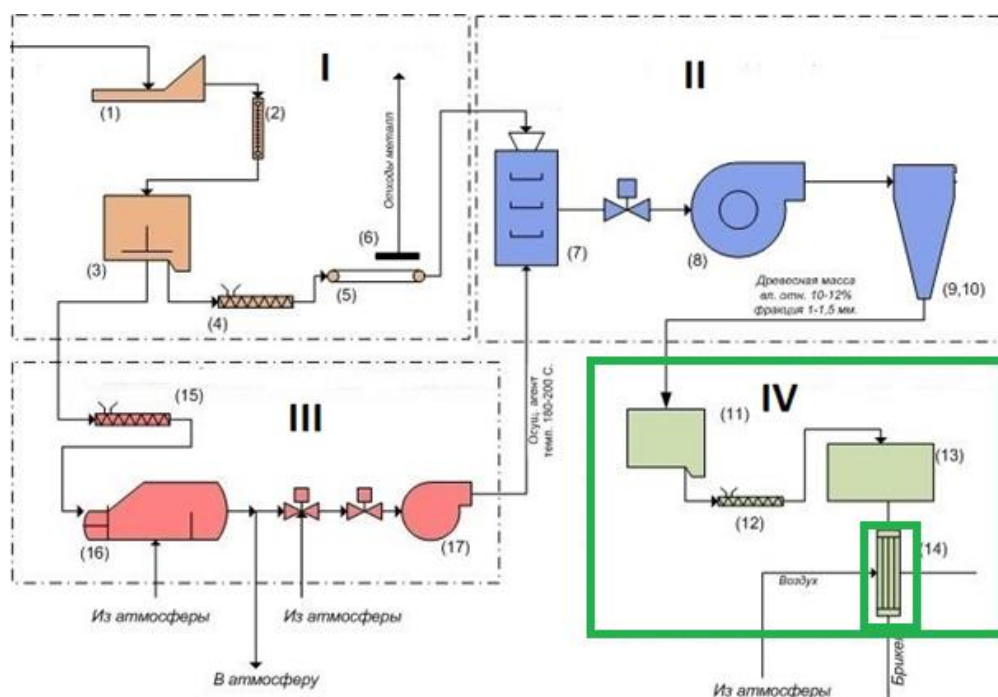 I
II
(1)
(2)
Отходы металл
(6)
(3)
(4)
(5)
(7)
(8)
(9,10)
Древесная масса
вл. отн. 10-12%
фракция 1-1,5 мм.
(15)
III
Осуш. агент
темп. 180-200 С.
IV
(11)
(13)
(12)
(14)
(16)
(17)
Воздух
Из атмосферы
Из атмосферы
В атмосферу
Из атмосферы
Брике